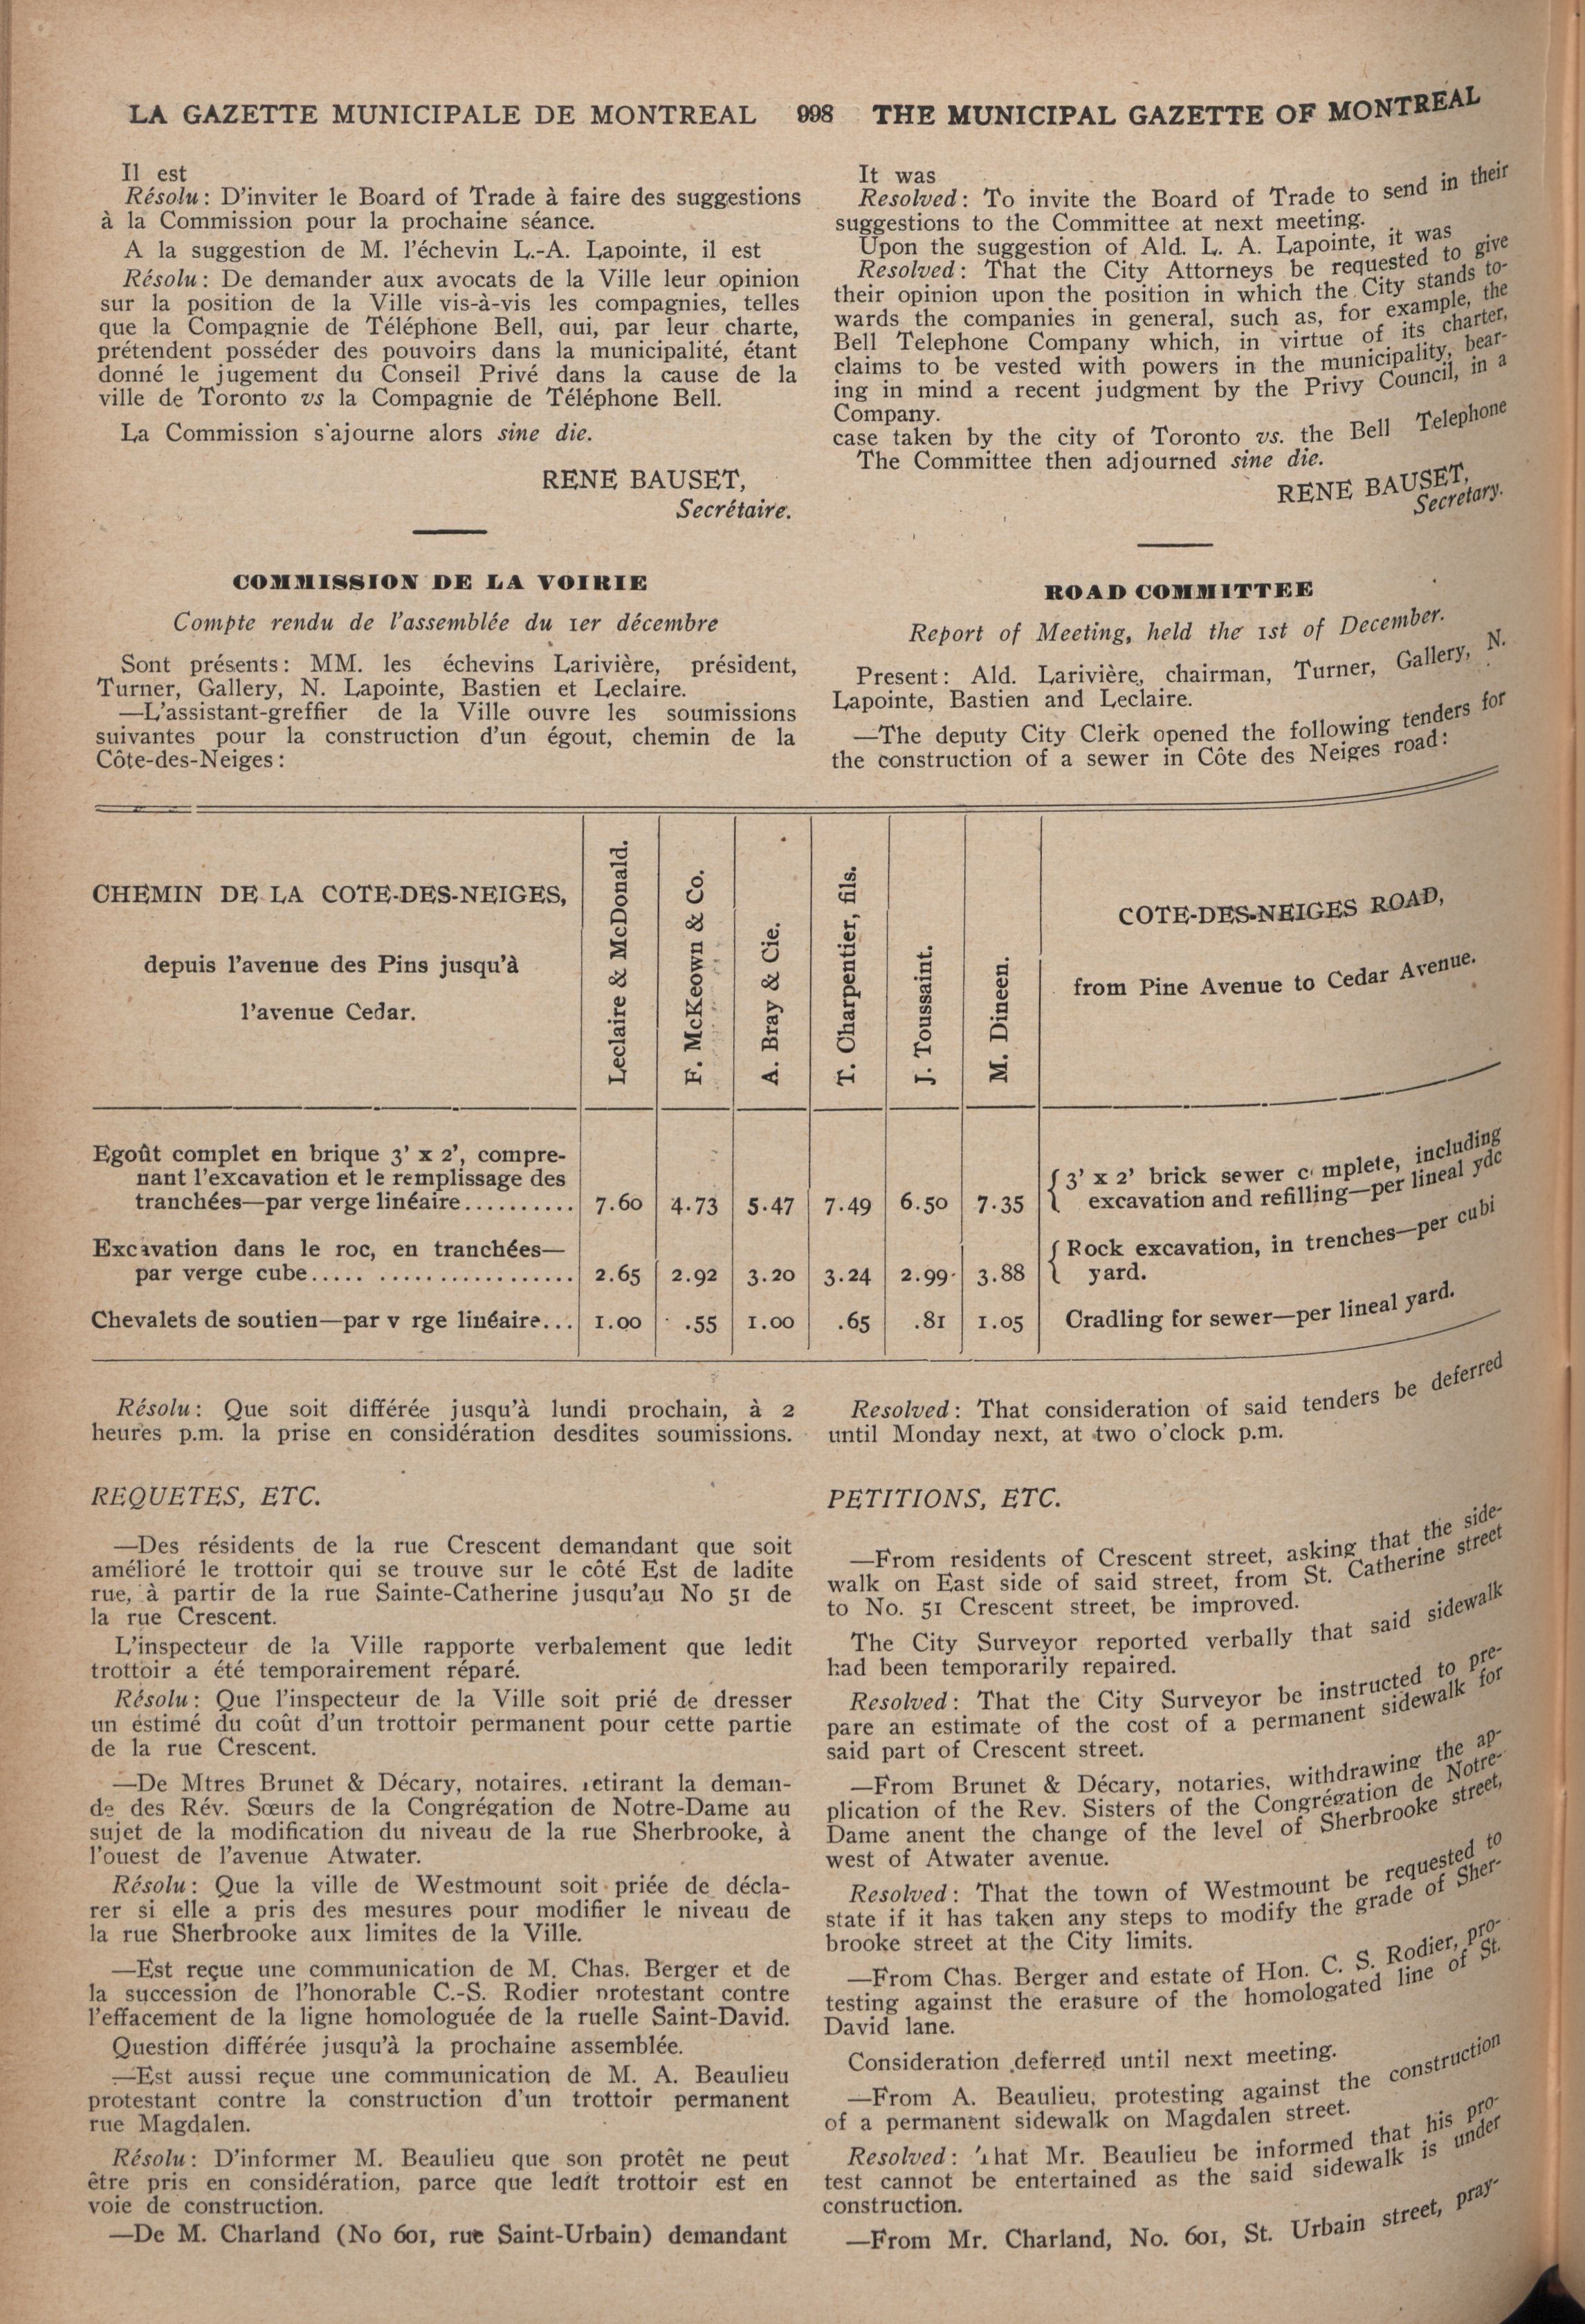 LA GAZETTE MUNICIPALE DE MONTREAL 998 THE MUNICIPAL GAZETTE OF MONTREAL
Il est
Résolu: D'inviter le Board of Trade à faire des suggestions
à la Commission pour la prochaine séance.
A la suggestion de M. l'échevin L.-A. Lapointe, il est
Résolu: De demander aux avocats de la Ville leur opinion
sur la position de la Ville vis-à-vis les compagnies, telles
que la Compagnie de Téléphone Bell, qui, par leur charte,
prétendent posséder des pouvoirs dans la municipalité, étant
donné le jugement du Conseil Privé dans la cause de la
ville de Toronto vs la Compagnie de Téléphone Bell.
La Commission s'ajourne alors sine die.
RENE BAUSET,
Secrétaire.
COMMISSION DE LA VOIRIE
Compte rendu de l'assemblée du 1er décembre
Sont présents: MM. les échevins Larivière, président,
Turner, Gallery, N. Lapointe, Bastien et Leclaire.
—L'assistant-greffier de la Ville ouvre les soumissions
suivantes pour la construction d'un égout, chemin de la
Côte-des-Neiges:
It was
Resolved: To invite the Board of Trade to send in their
suggestions to the Committee at next meeting.
Upon the suggestion of Ald. L. A. Lapointe, it was
Resolved: That the City Attorneys be requested to give
their opinion upon the position in which the City stands to-
wards the companies in general, such as, for example, the
Bell Telephone Company which, in virtue of its charter,
claims to be vested with powers in the municipality, bear-
ing in mind a recent judgment by the Privy Council, in a
Company.
case taken by the city of Toronto vs. the Bell Telephone
The Committee then adjourned sine die.
RENE BAUSET,
Secretary.
ROAD COMMITTEE
Report of Meeting, held the 1st of December.
Present: Ald. Larivière, chairman, Turner, Gallery, N.
Lapointe, Bastien and Leclaire.
—The deputy City Clerk opened the following tenders for
the construction of a sewer in Côte des Neiges road:
CHEMIN DE LA COTE-DES-NEIGES,
depuis l'avenue des Pins jusqu'à
l'avenue Cedar.
Leclaire & McDonald.
F. McKeown & Co.
A. Bray & Cie.
T. Charpentier, fils.
J. Toussaint.
M. Dineen.
COTE-DES-NEIGES ROAD,
from Pine Avenue to Cedar Avenue.
Egoût complet en brique 3' x 2', compre-
nant l'excavation et le remplissage des
tranchées—par verge linéaire.......... 7.60 4.73 5.47 7.49 6.50 7.35
3' x 2' brick sewer c mplete, including
excavation and refilling—per lineal ydc
Excavation dans le roc, en tranchées—
par verge cube..... .................. 2.65 2.92 3.20 3.24 2.99 3.88
Rock excavation, in trenches—per cubi
yard.
Chevalets de soutien—par v rge linéaire... 1.00 .55 1.00 .65 .81 1.05 Cradling for sewer—per lineal yard.
Résolu: Que soit différée jusqu'à lundi prochain, à 2
heures p.m. la prise en considération desdites soumissions.
REQUETES, ETC.
—Des résidents de la rue Crescent demandant que soit
amélioré le trottoir qui se trouve sur le côté Est de ladite
rue, à partir de la rue Sainte-Catherine jusqu'au No 51 de
la rue Crescent.
L'inspecteur de la Ville rapporte verbalement que ledit
trottoir a été temporairement réparé.
Résolu: Que l'inspecteur de la Ville soit prié de dresser
un estimé du coût d'un trottoir permanent pour cette partie
de la rue Crescent.
—De Mtres Brunet & Décary, notaires, retirant la deman-
de des Rév. Sœurs de la Congrégation de Notre-Dame au
sujet de la modification du niveau de la rue Sherbrooke, à
l'ouest de l'avenue Atwater.
Résolu: Que la ville de Westmount soit priée de décla-
rer si elle a pris des mesures pour modifier le niveau de
la rue Sherbrooke aux limites de la Ville.
—Est reçue une communication de M. Chas. Berger et de
la succession de l'honorable C.-S. Rodier protestant contre
l'effacement de la ligne homologuée de la ruelle Saint-David.
Question différée jusqu'à la prochaine assemblée.
—Est aussi reçue une communication de M. A. Beaulieu
protestant contre la construction d'un trottoir permanent
rue Magdalen.
Résolu: D'informer M. Beaulieu que son protêt ne peut
être pris en considération, parce que ledit trottoir est en
voie de construction.
—De M. Charland (No 601, rue Saint-Urbain) demandant
Resolved: That consideration of said tenders be deferred
until Monday next, at two o'clock p.m.
PETITIONS, ETC.
—From residents of Crescent street, asking that the side-
walk on East side of said street, from St. Catherine street
to No. 51 Crescent street, be improved.
The City Surveyor reported verbally that said sidewalk
had been temporarily repaired.
Resolved: That the City Surveyor be instructed to pre-
pare an estimate of the cost of a permanent sidewalk for
said part of Crescent street.
—From Brunet & Décary, notaries, withdrawing the ap-
plication of the Rev. Sisters of the Congrégation de Notre-
Dame anent the change of the level of Sherbrooke street,
west of Atwater avenue.
Resolved: That the town of Westmount be requested to
state if it has taken any steps to modify the grade of Sher-
brooke street at the City limits.
—From Chas. Berger and estate of Hon. C. S. Rodier, pro-
testing against the erasure of the homologated line of St.
David lane.
Consideration deferred until next meeting.
—From A. Beaulieu, protesting against the construction
of a permanent sidewalk on Magdalen street.
Resolved: That Mr. Beaulieu be informed that his pro-
test cannot be entertained as the said sidewalk is under
construction.
—From Mr. Charland, No. 601, St. Urbain street, pray-